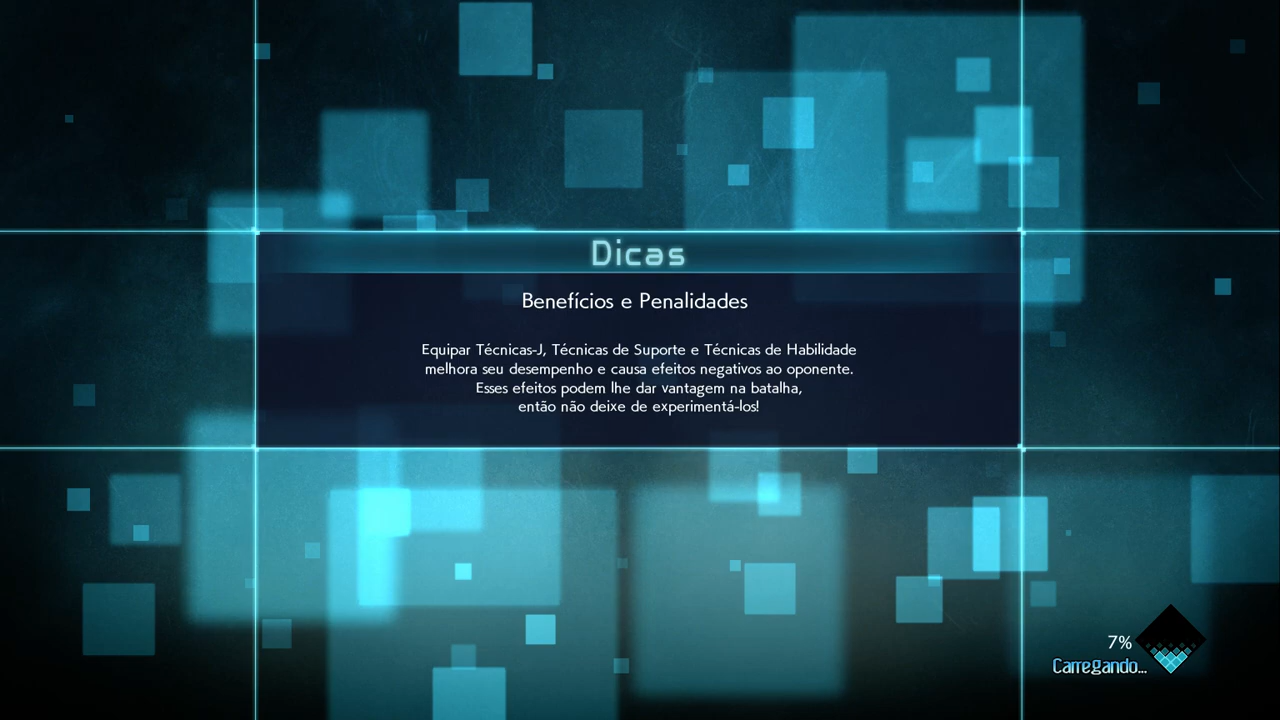 Dicas
Benefícios e Penalidades
Equipar Técnicas-J, Técnicas de Suporte e Técnicas de Habilidade
melhora seu desempenho e causa efeitos negativos ao oponente.
Esses efeitos podem lhe dar vantagem na batalha,
então não deixe de experimentá-los!
7%
Carregando...